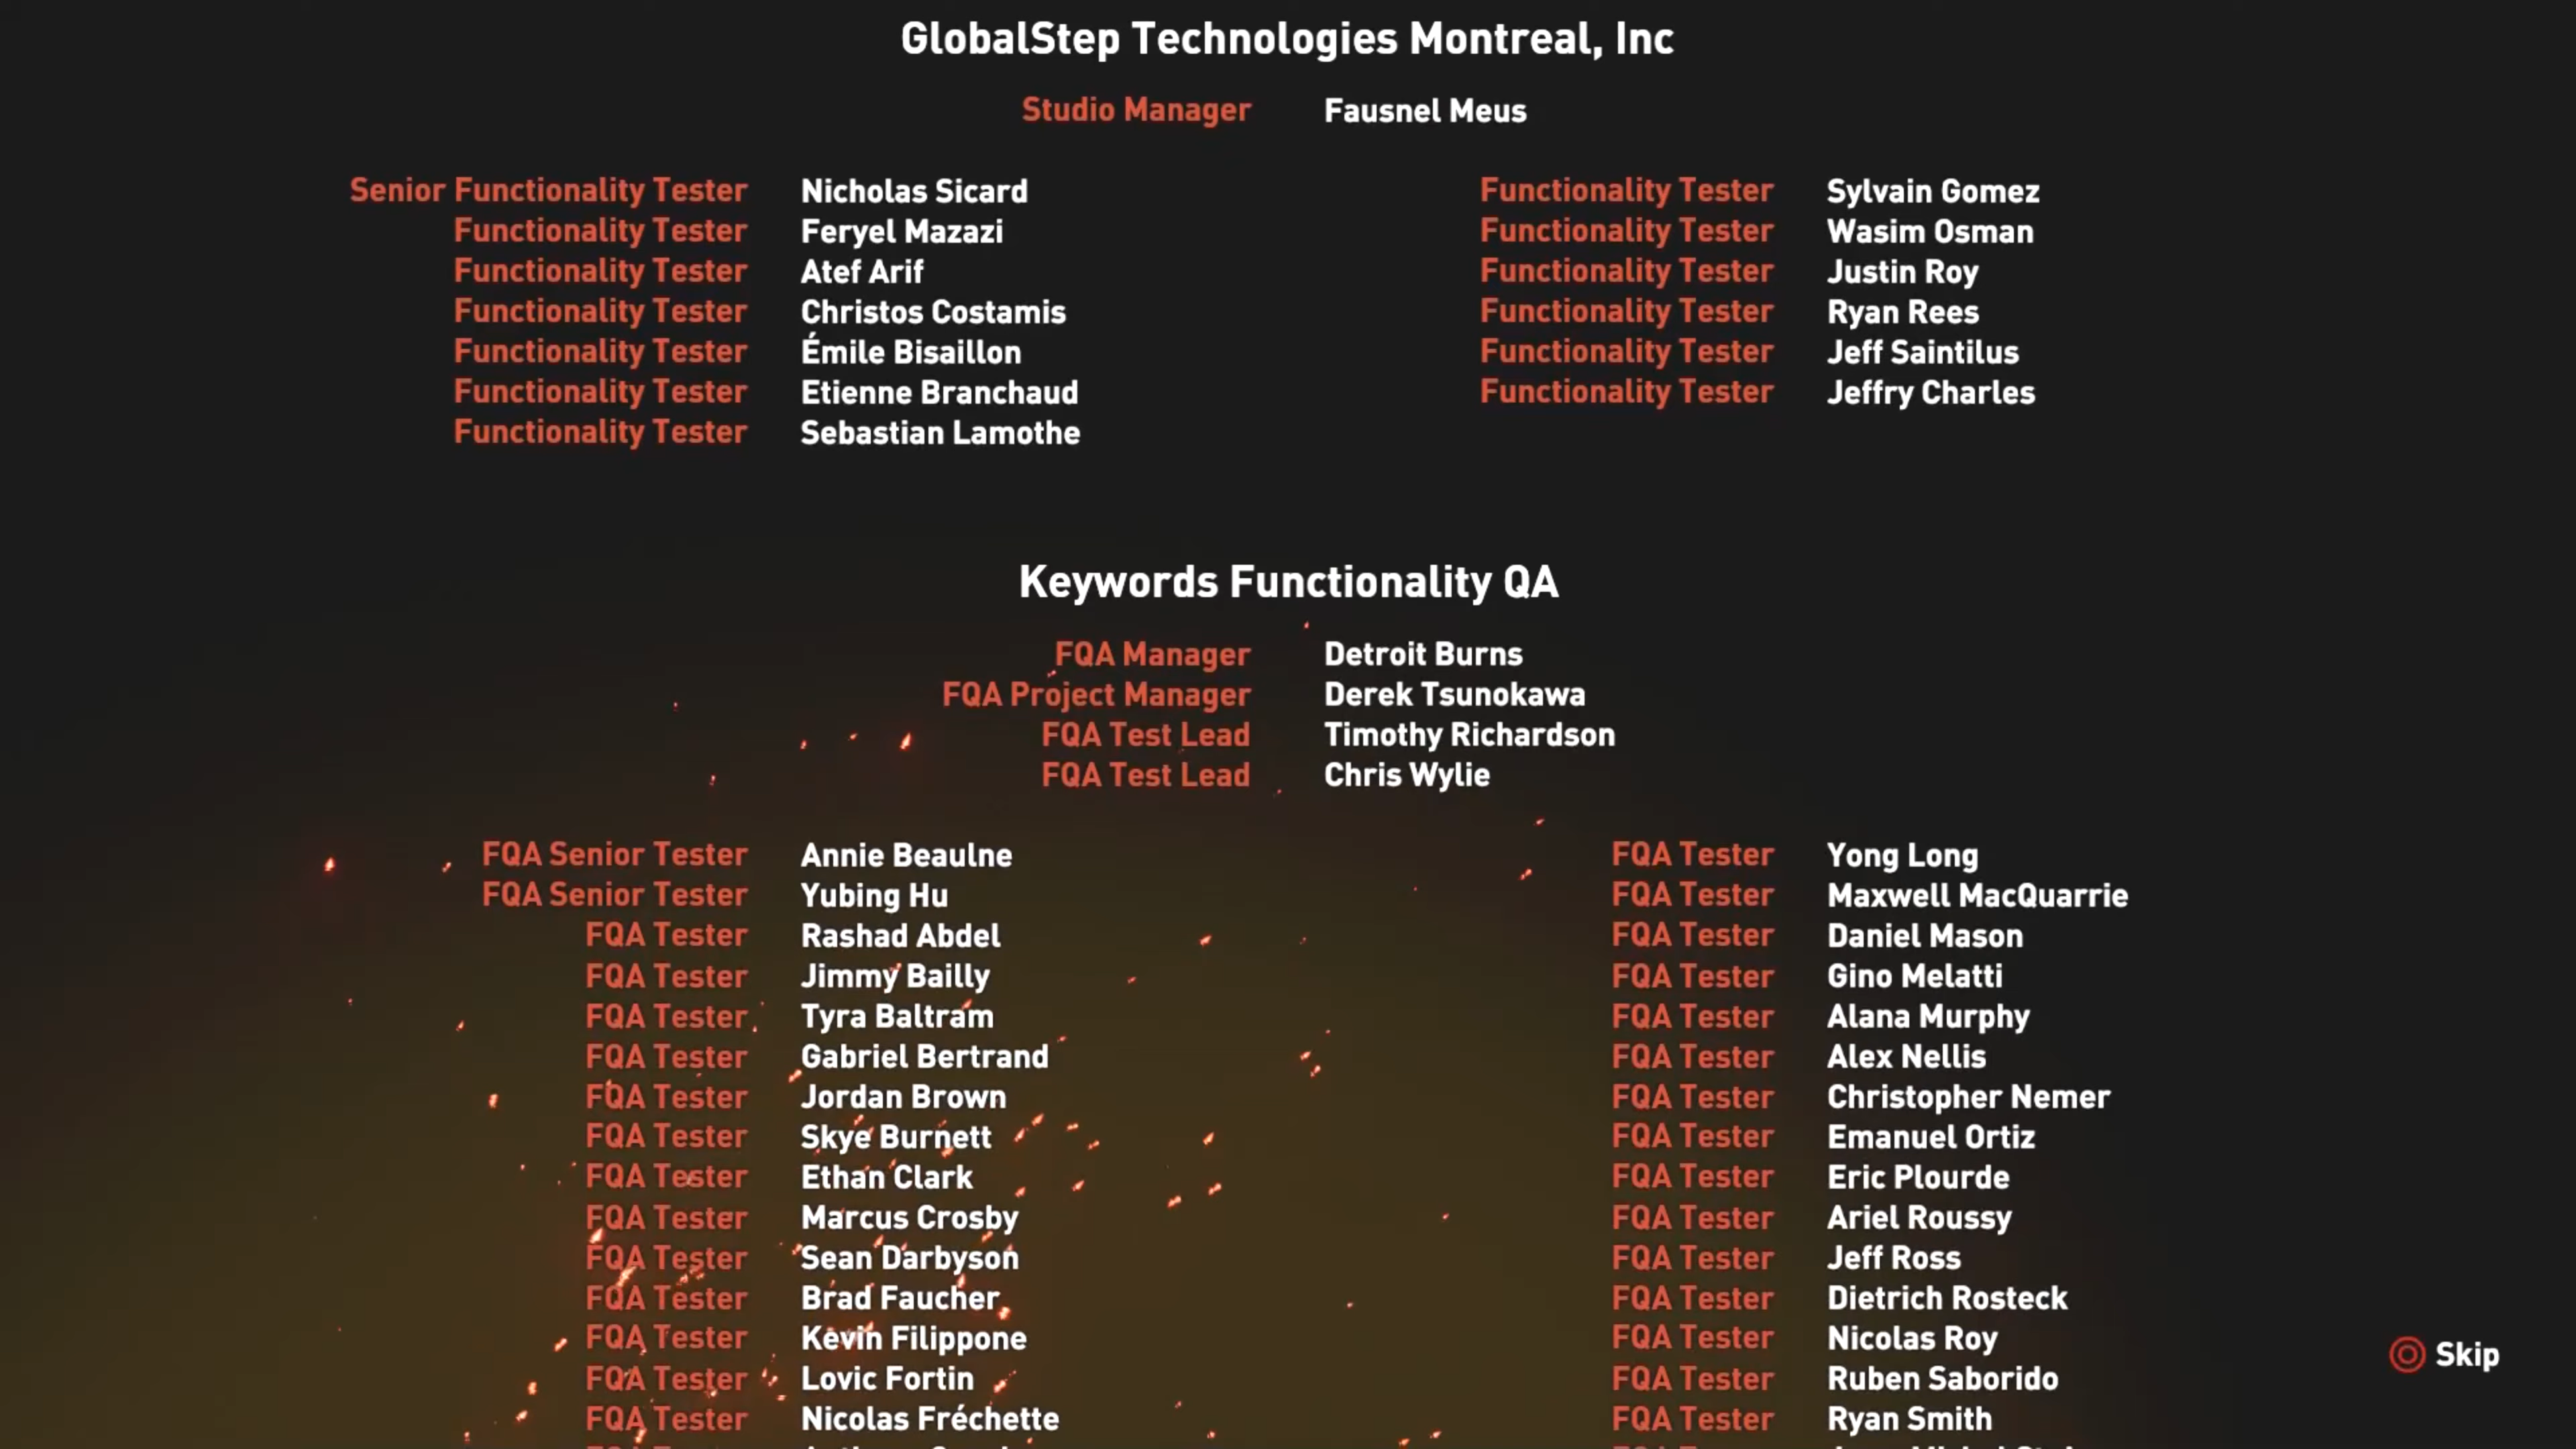 GlobalStep Technologies Montreal, Inc
Studio Manager Fausnel Meus
Senior Functionality Tester Nicholas Sicard
Functionality Tester Feryel Mazazi
Functionality Tester Atef Arif
Functionality Tester Christos Costamis
Functionality Tester Émile Bisaillon
Functionality Tester Etienne Branchaud
Functionality Tester Sebastian Lamothe
Functionality Tester Sylvain Gomez
Functionality Tester Wasim Osman
Functionality Tester Justin Roy
Functionality Tester Ryan Rees
Functionality Tester Jeff Saintilus
Functionality Tester Jeffry Charles
Keywords Functionality QA
FQA Manager Detroit Burns
FQA Project Manager Derek Tsunokawa
FQA Test Lead Timothy Richardson
FQA Test Lead Chris Wylie
FQA Senior Tester Annie Beaulne
FQA Senior Tester Yubing Hu
FQA Tester Rashad Abdel
FQA Tester Jimmy Bailly
FQA Tester Tyra Baltram
FQA Tester Gabriel Bertrand
FQA Tester Jordan Brown
FQA Tester Skye Burnett
FQA Tester Ethan Clark
FQA Tester Marcus Crosby
FQA Tester Sean Darbyson
FQA Tester Brad Faucher
FQA Tester Kevin Filippone
FQA Tester Lovic Fortin
FQA Tester Nicolas Fréchette
FQA Tester Yong Long
FQA Tester Maxwell MacQuarrie
FQA Tester Daniel Mason
FQA Tester Gino Melatti
FQA Tester Alana Murphy
FQA Tester Alex Nellis
FQA Tester Christopher Nemer
FQA Tester Emanuel Ortiz
FQA Tester Eric Plourde
FQA Tester Ariel Roussy
FQA Tester Jeff Ross
FQA Tester Dietrich Rosteck
FQA Tester Nicolas Roy
FQA Tester Ruben Saborido
FQA Tester Ryan Smith
Skip